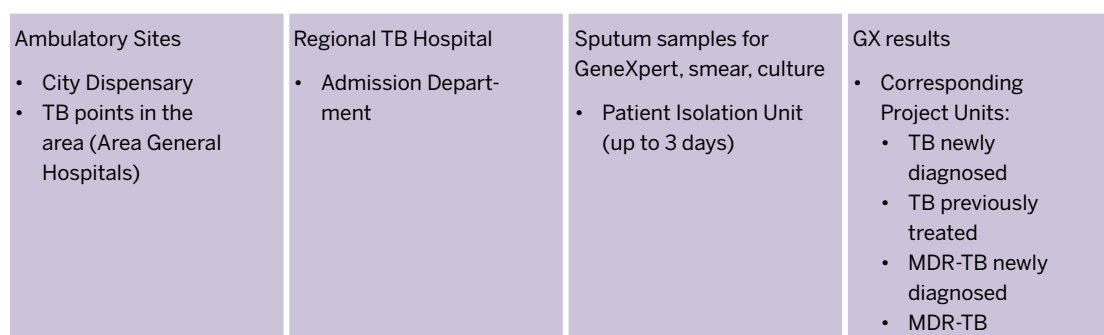 Ambulatory Sites
• City Dispensary
• TB points in the
area (Area General
Hospitals)
Regional TB Hospital
• Admission Depart-
ment
Sputum samples for
GeneXpert, smear, culture
• Patient Isolation Unit
(up to 3 days)
GX results
• Corresponding
Project Units:
• TB newly
diagnosed
• TB previously
treated
• MDR-TB newly
diagnosed
• MDR-TB